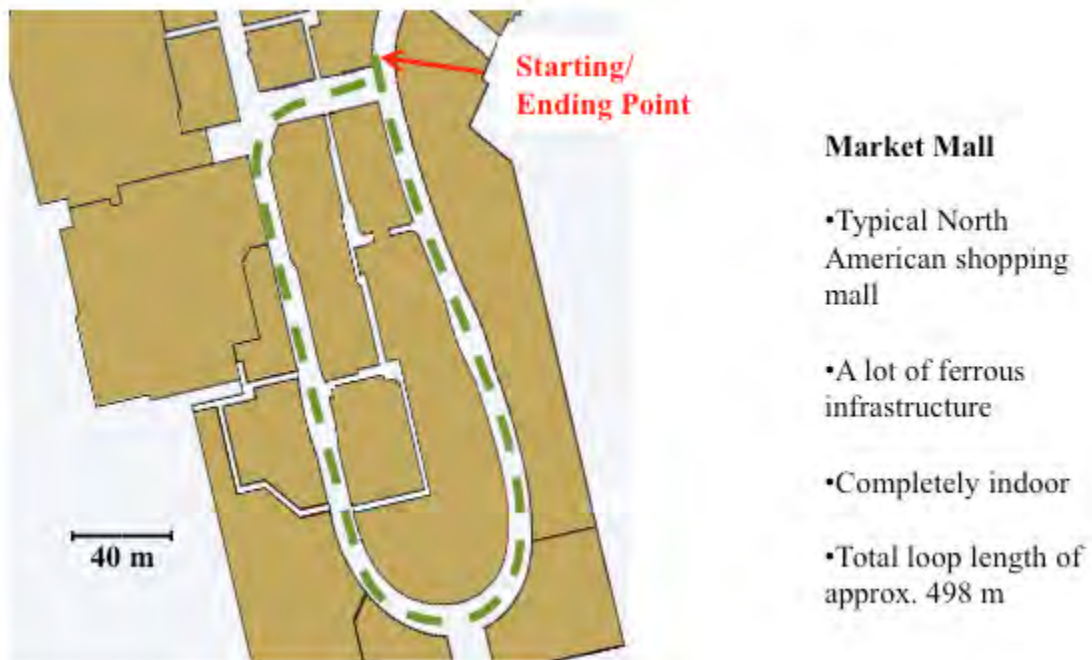 Starting/
Ending Point
Market Mall
•Typical North
American shopping
mall
•A lot of ferrous
infrastructure
•Completely indoor
•Total loop length of
approx. 498 m
40 m